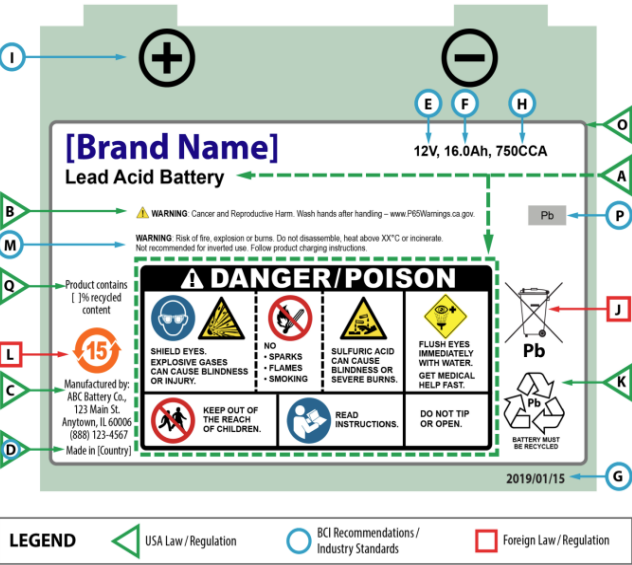 I
+
−
E
F
H
O
[Brand Name]
12V, 16.0Ah, 750CCA
Lead Acid Battery
A
B
WARNING: Cancer and Reproductive Harm. Wash hands after handling – www.P65Warnings.ca.gov.
Pb
P
M
WARNING: Risk of fire, explosion or burns. Do not disassemble, heat above XX°C or incinerate.
Not recommended for inverted use. Follow product charging instructions.
Q
Product contains
[ ]% recycled
content
DANGER/POISON
SHIELD EYES.
EXPLOSIVE GASES
CAN CAUSE BLINDNESS
OR INJURY.
NO
• SPARKS
• FLAMES
• SMOKING
SULFURIC ACID
CAN CAUSE
BLINDNESS OR
SEVERE BURNS.
FLUSH EYES
IMMEDIATELY
WITH WATER.
GET MEDICAL
HELP FAST.
KEEP OUT OF
THE REACH
OF CHILDREN.
READ
INSTRUCTIONS.
DO NOT TIP
OR OPEN.
J
Pb
L
15
C
Manufactured by:
ABC Battery Co.,
123 Main St.
Anytown, IL 60006
(888) 123-4567
D
Made in [Country]
K
Pb
BATTERY MUST
BE RECYCLED
2019/01/15
G
LEGEND
USA Law / Regulation
BCI Recommendations /
Industry Standards
Foreign Law / Regulation